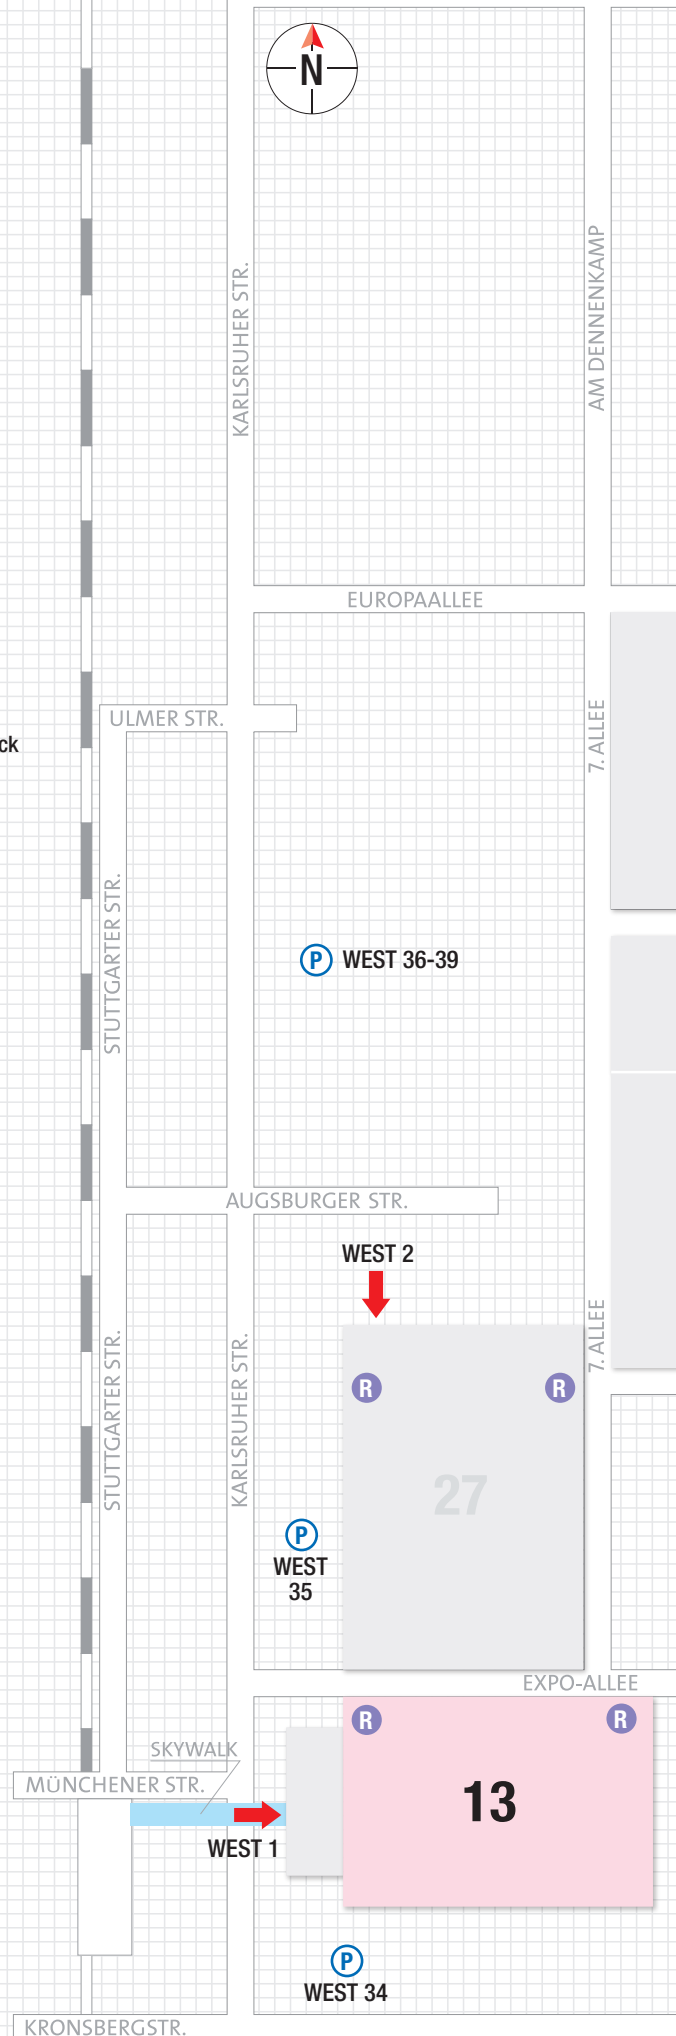 N
KARLSRUHER STR.
AM DENNENKAMP
EUROPAALLEE
ULMER STR.
7. ALLEE
ck
STUTTGARTER STR.
P WEST 36-39
AUGSBURGER STR.
WEST 2
7. ALLEE
STUTTGARTER STR.
KARLSRUHER STR.
R
R
27
P
WEST
35
EXPO-ALLEE
R
R
SKYWALK
MÜNCHENER STR.
13
WEST 1
P
WEST 34
KRONSBERGSTR.